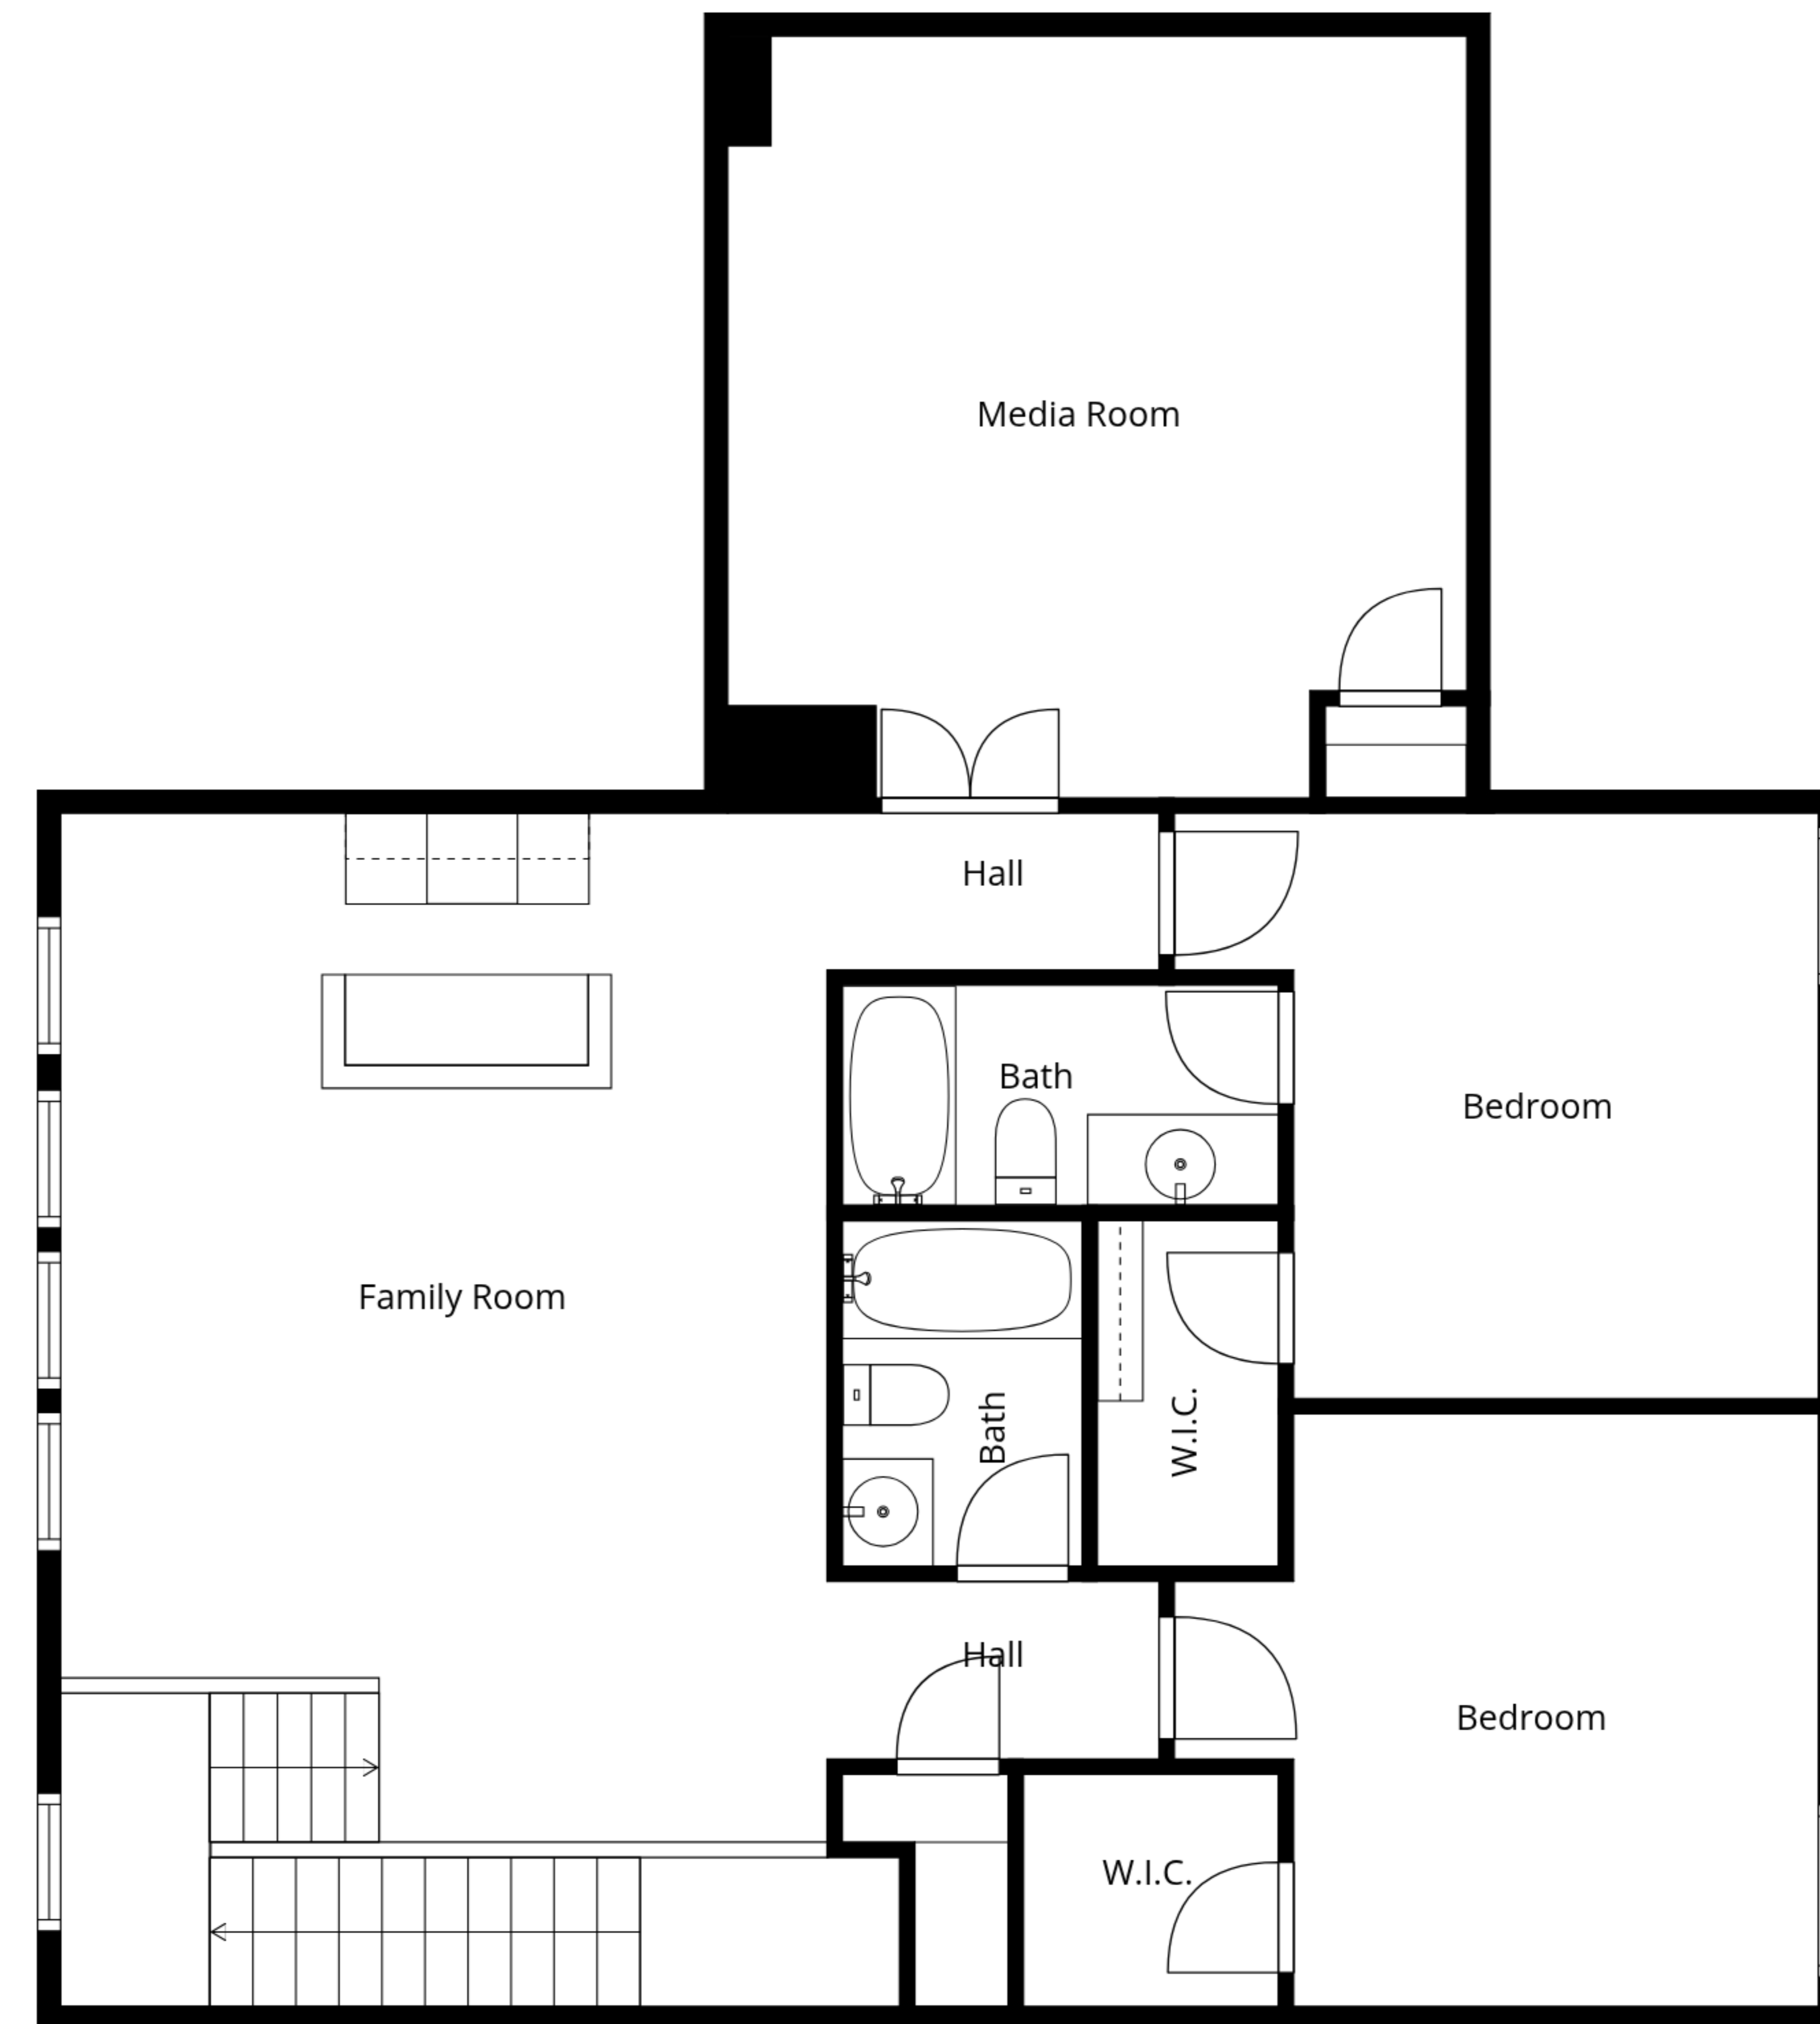 Media Room
Hall
Bath
Bedroom
Family Room
Bath
W.I.C.
Hall
Bedroom
W.I.C.